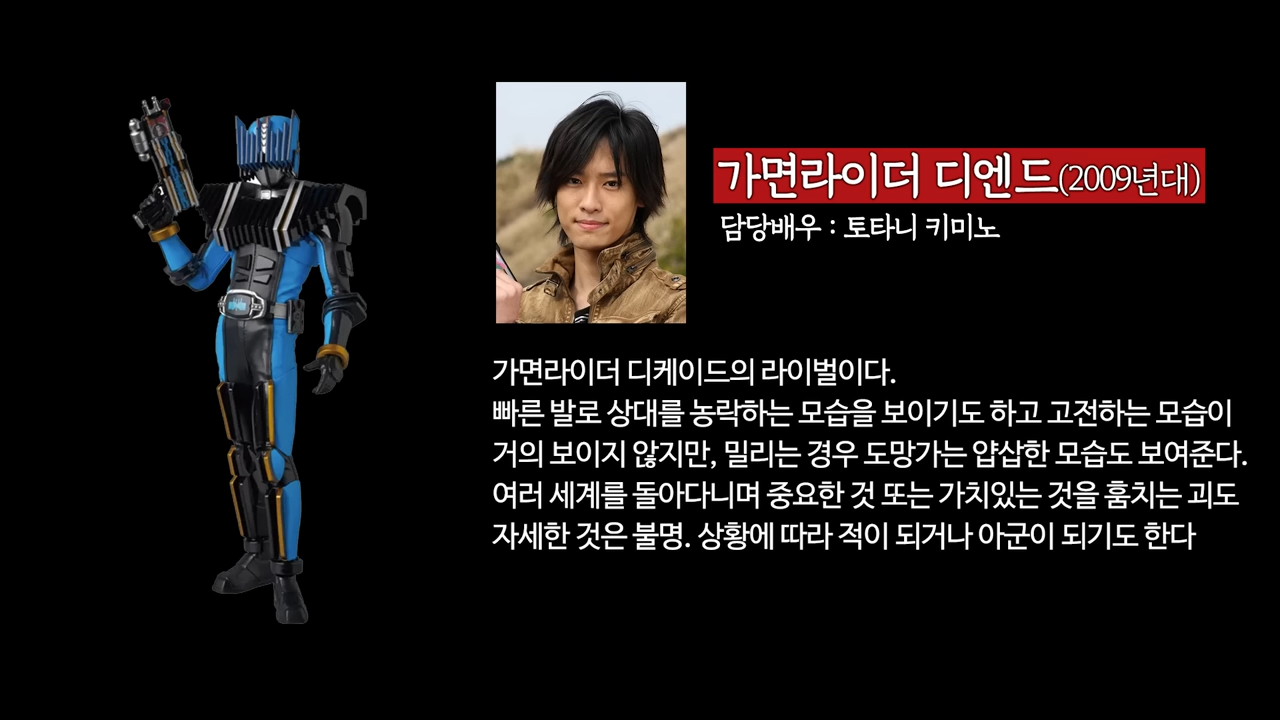 가면라이더 디엔드(2009년대)
담당배우 : 토타니 키미노
가면라이더 디케이드의 라이벌이다.
빠른 발로 상대를 농락하는 모습을 보이기도 하고 고전하는 모습이
거의 보이지 않지만, 밀리는 경우 도망가는 얍삽한 모습도 보여준다.
여러 세계를 돌아다니며 중요한 것 또는 가치있는 것을 훔치는 괴도
자세한 것은 불명. 상황에 따라 적이 되거나 아군이 되기도 한다